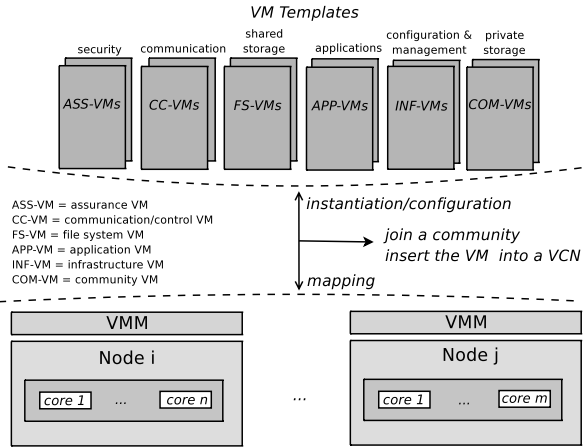 VM Templates
security
communication
shared
storage
applications
configuration &
management
private
storage
ASS-VMs
CC-VMs
FS-VMs
APP-VMs
INF-VMs
COM-VMs
ASS-VM = assurance VM
CC-VM = communication/control VM
FS-VM = file system VM
APP-VM = application VM
INF-VM = infrastructure VM
COM-VM = community VM
instantiation/configuration
join a community
insert the VM into a VCN
mapping
VMM
VMM
Node i
Node j
core 1
...
core n
...
core 1
...
core m